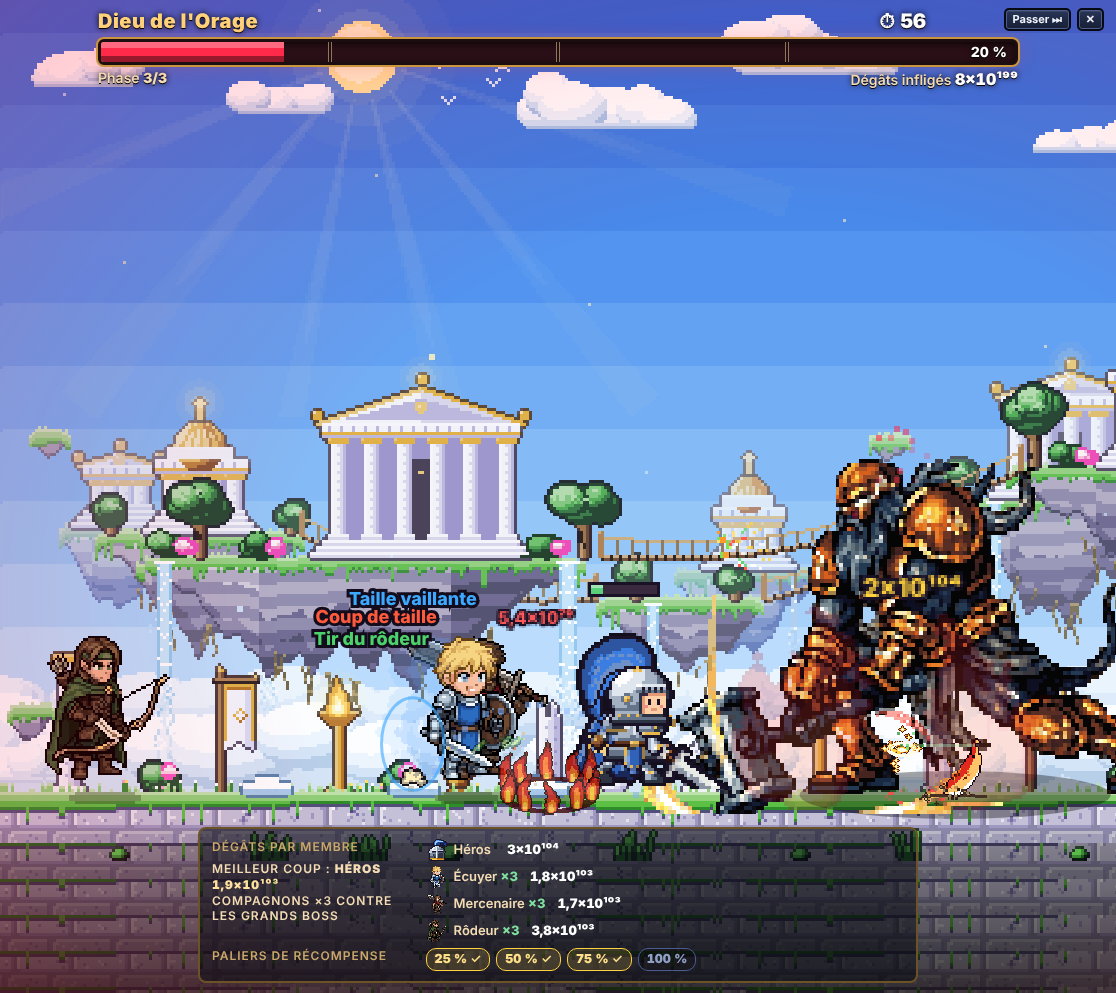 Dieu de l'Orage
⏱ 56
Passer ⏭
✕
20 %
Phase 3/3
Dégâts infligés 8×10¹⁹⁹
2×10¹⁰⁴
Taille vaillante
Coup de taille
Tir du rôdeur
DÉGÂTS PAR MEMBRE
MEILLEUR COUP : HÉROS
1,9×10¹⁰³
COMPAGNONS ×3 CONTRE
LES GRANDS BOSS
Héros 3×10¹⁰⁴
Écuyer ×3 1,8×10¹⁰³
Mercenaire ×3 1,7×10¹⁰³
Rôdeur ×3 3,8×10¹⁰³
PALIERS DE RÉCOMPENSE
25 % ✓ 50 % ✓ 75 % ✓ 100 %